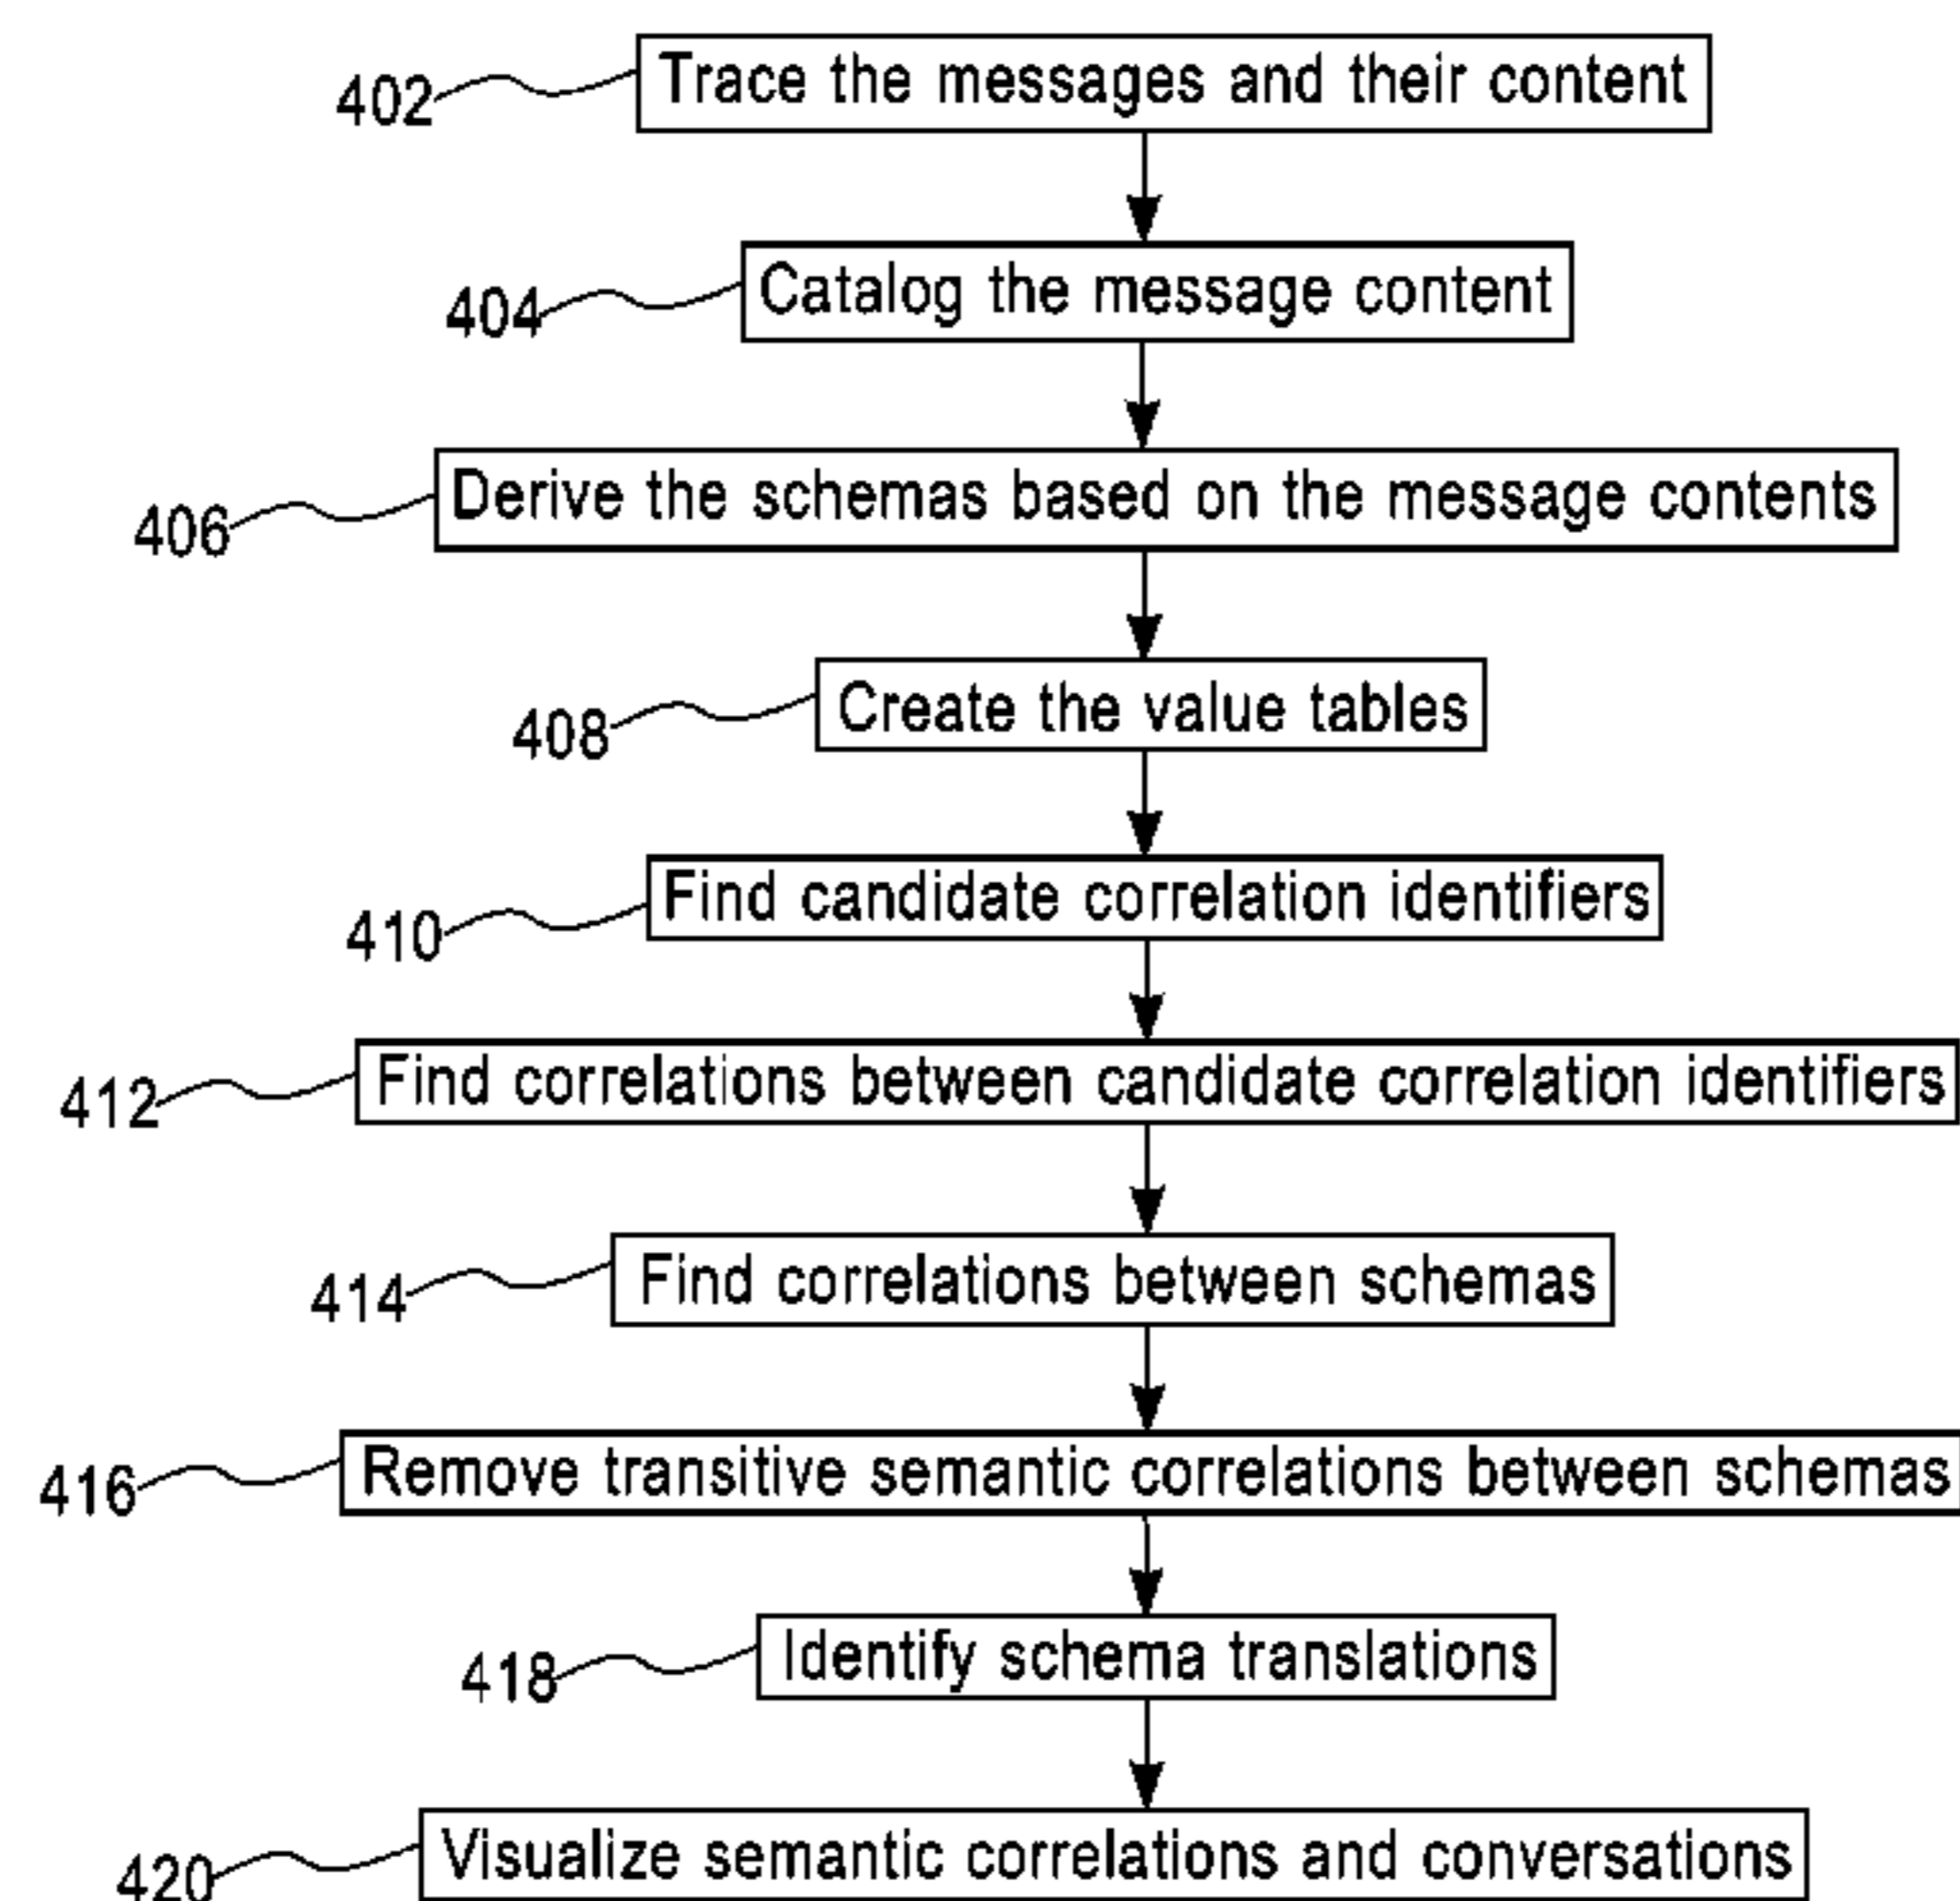 402 Trace the messages and their content
404 Catalog the message content
406 Derive the schemas based on the message contents
408 Create the value tables
410 Find candidate correlation identifiers
412 Find correlations between candidate correlation identifiers
414 Find correlations between schemas
416 Remove transitive semantic correlations between schemas
418 Identify schema translations
420 Visualize semantic correlations and conversations